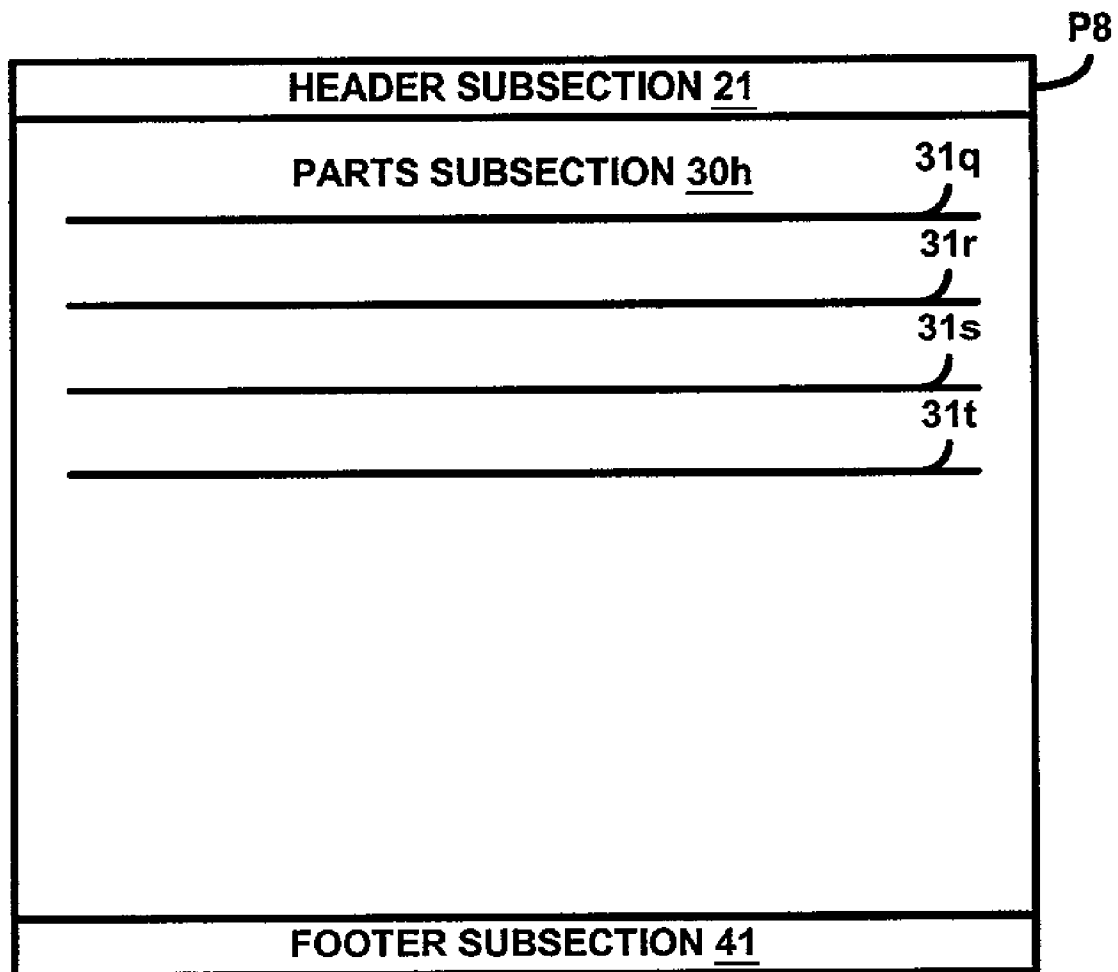 P8
HEADER SUBSECTION 21
PARTS SUBSECTION 30h
31q
31r
31s
31t
FOOTER SUBSECTION 41